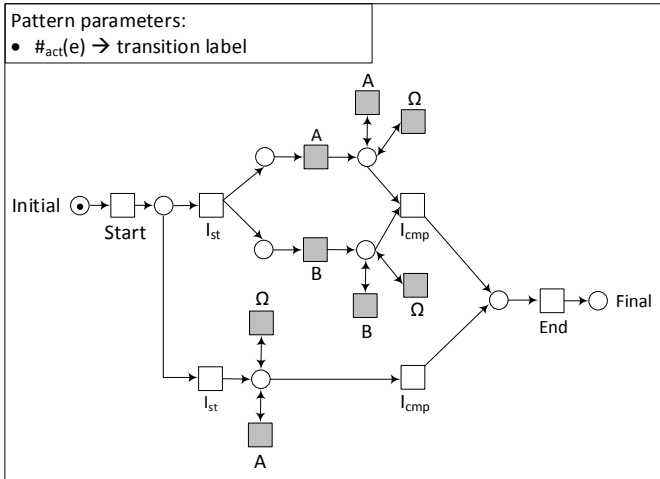 Pattern parameters:
• #act(e) → transition label
A
Ω
A
Initial
Start
Ist
Icmp
B
Ω
B
Ω
Final
End
Ist
Icmp
A